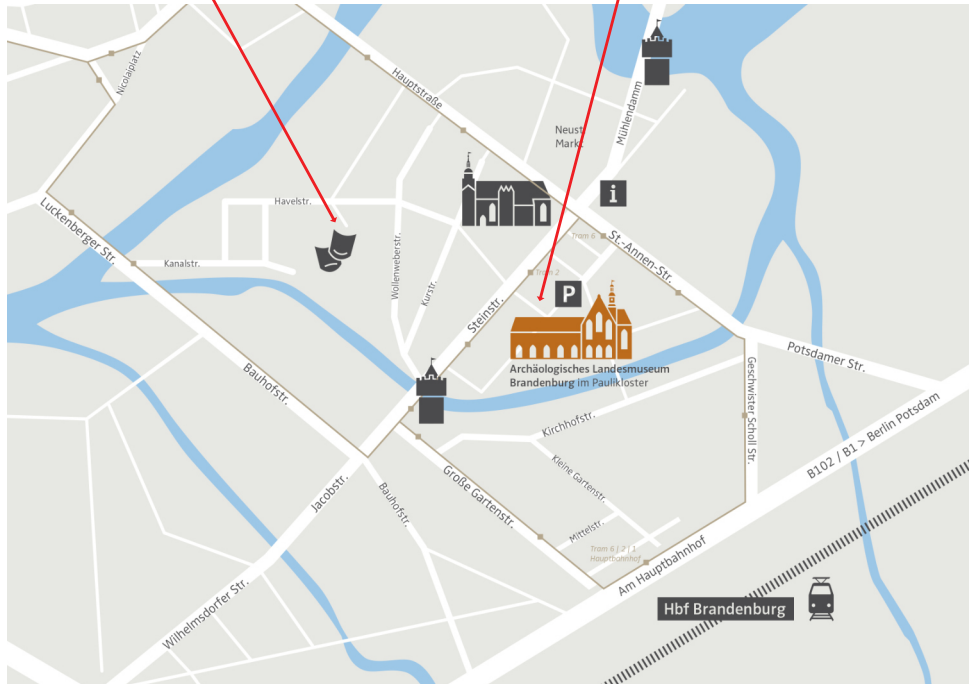 Nicolaiplatz
Hauptstraße
Mühlendamm
Neust.
Markt
i
Havelstr.
Luckenberger Str.
Kanalstr.
Wollenweberstr.
Kurstr.
Steinstr.
Tram 6
St.-Annen-Str.
Tram 2
P
Archäologisches Landesmuseum
Brandenburg im Paulikloster
Potsdamer Str.
Geschwister Scholl Str.
Bauhofstr.
Kirchhofstr.
B102 / B1 > Berlin Potsdam
Kleine Gartenstr.
Große Gartenstr.
Jacobstr.
Bauhofstr.
Mittelstr.
Tram 6 | 2 | 1
Hauptbahnhof
Am Hauptbahnhof
Wilhelmsdorfer Str.
Hbf Brandenburg